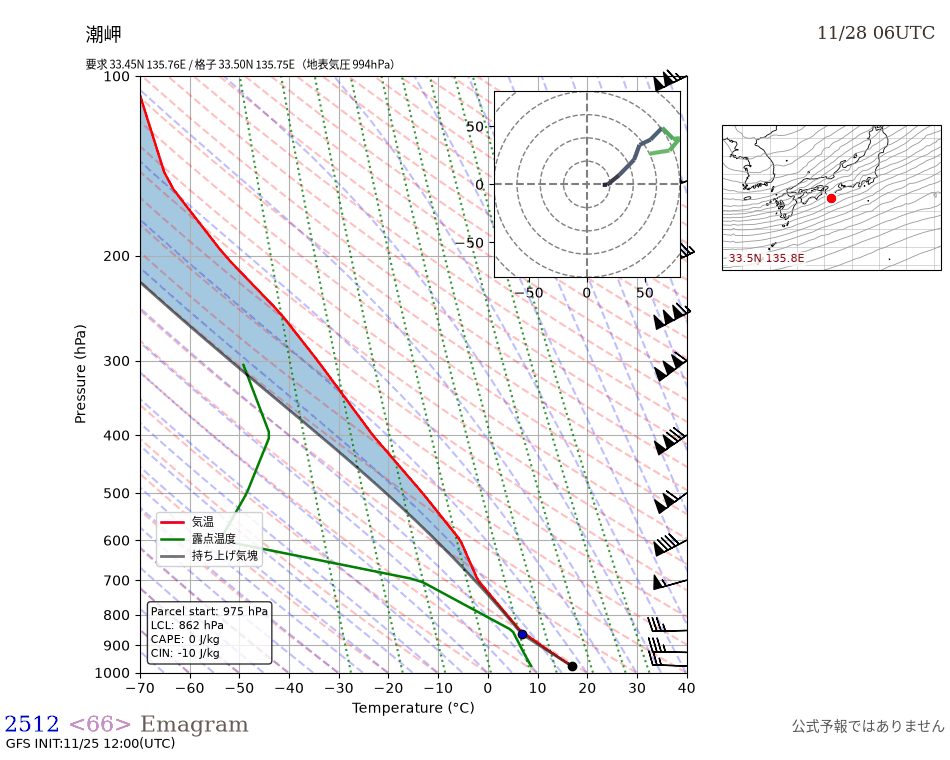 潮岬
11/28 06UTC
要求 33.45N 135.76E / 格子 33.50N 135.75E（地表気圧 994hPa）
100
200
300
400
500
600
700
800
900
1000
Pressure (hPa)
−70 −60 −50 −40 −30 −20 −10 0 10 20 30 40
Temperature (°C)
50
0
−50
−50 0 50
33.5N 135.8E
気温
露点温度
持ち上げ気塊
Parcel start: 975 hPa
LCL: 862 hPa
CAPE: 0 J/kg
CIN: -10 J/kg
2512 <66> Emagram
GFS INIT:11/25 12:00(UTC)
公式予報ではありません